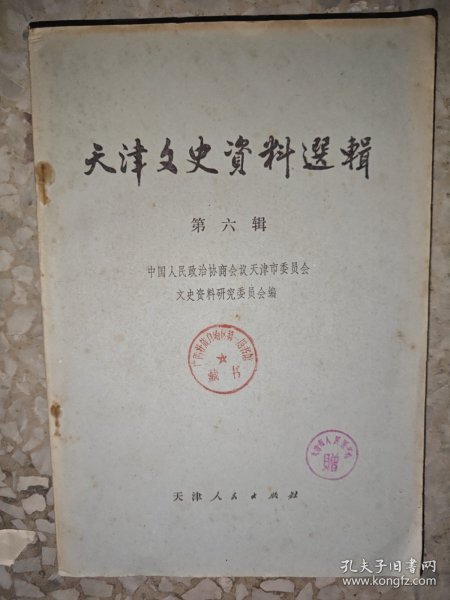 天津文史資料選輯
第六辑
中国人民政治协商会议天津市委员会
文史资料研究委员会编
藏书
赠
天津人民出版社
孔夫子旧书网
www.kongfz.com